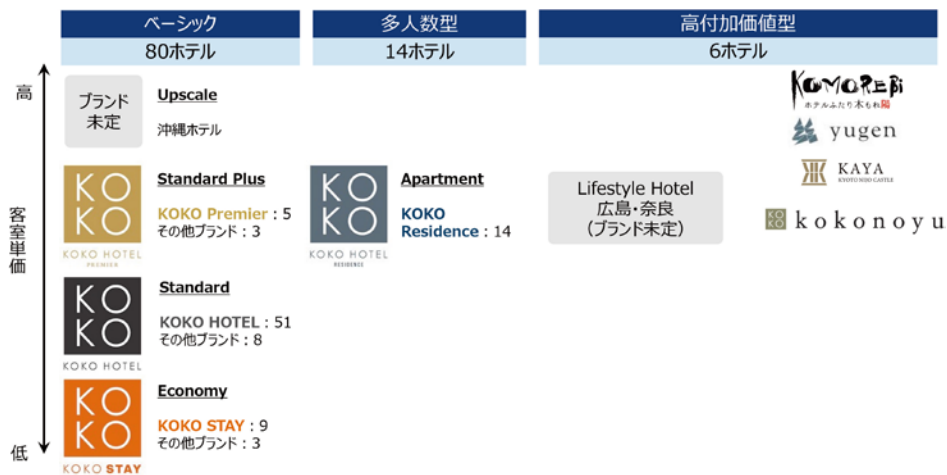 ベーシック
80ホテル
多人数型
14ホテル
高付加価値型
6ホテル
高
客室単価
低
ブランド
未定
Upscale
沖縄ホテル
KO
KO
KOKO HOTEL
PREMIER
Standard Plus
KOKO Premier : 5
その他ブランド : 3
KO
KO
KOKO HOTEL
Standard
KOKO HOTEL : 51
その他ブランド : 8
KO
KO
KOKO STAY
Economy
KOKO STAY : 9
その他ブランド : 3
KO
KO
KOKO HOTEL
RESIDENCE
Apartment
KOKO
Residence : 14
Lifestyle Hotel
広島・奈良
(ブランド未定)
KOMOREBi
ホテルふたり木もれ陽
yugen
KAYA
KYOTO NIJO CASTLE
KO
KO
kokonoyu